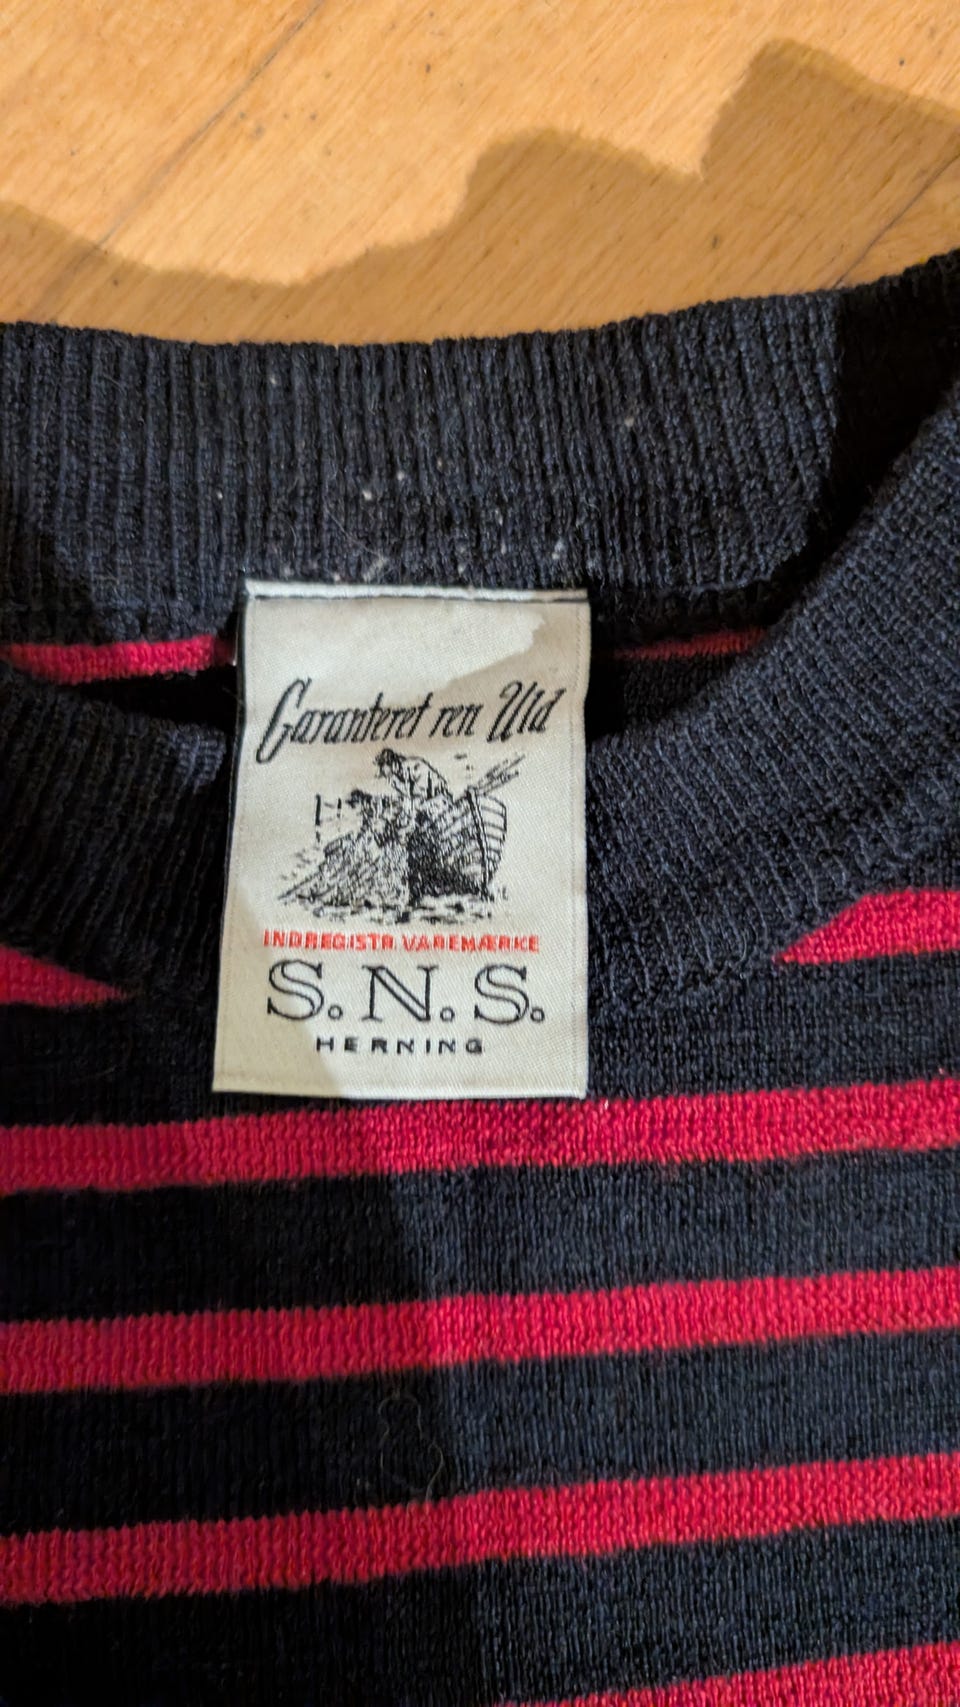 Garanteret ren Uld
INDREGISTR. VAREMÆRKE
S. N. S.
HERNING